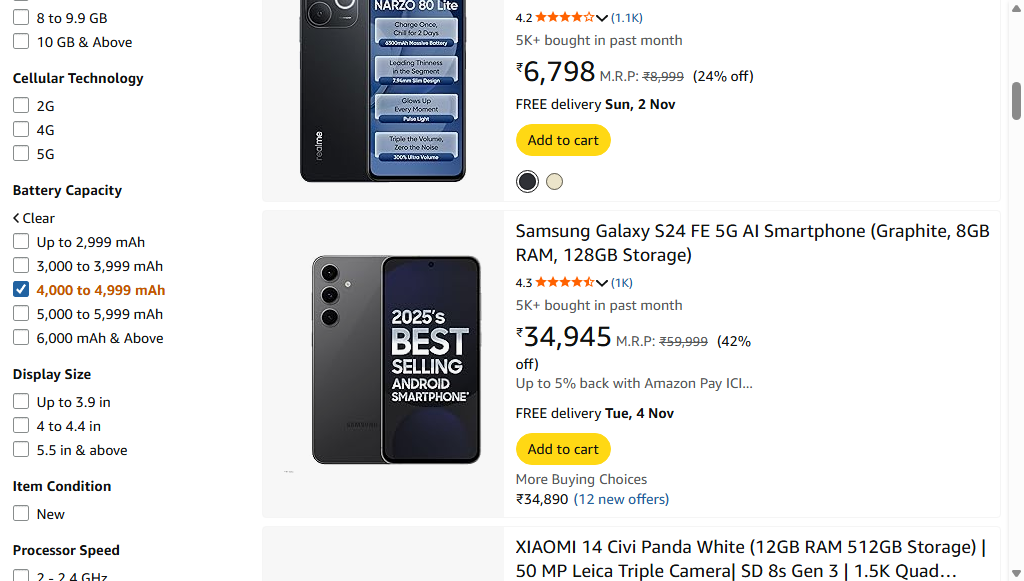 8 to 9.9 GB
10 GB & Above
Cellular Technology
2G
4G
5G
Battery Capacity
Clear
Up to 2,999 mAh
3,000 to 3,999 mAh
4,000 to 4,999 mAh
5,000 to 5,999 mAh
6,000 mAh & Above
Display Size
Up to 3.9 in
4 to 4.4 in
5.5 in & above
Item Condition
New
Processor Speed
2 - 2.4 GHz
NARZO 80 Lite
Charge Once,
Chill for 2 Days
6300mAh Massive Battery
Leading Thinness
in the Segment
7.94mm Slim Design
Glows Up
Every Moment
Pulse Light
Triple the Volume,
Zero the Noise
300% Ultra Volume
realme
4.2 (1.1K)
5K+ bought in past month
₹6,798 M.R.P: ₹8,999 (24% off)
FREE delivery Sun, 2 Nov
Add to cart
2025's
BEST
SELLING
ANDROID
SMARTPHONE*
SAMSUNG
Samsung Galaxy S24 FE 5G AI Smartphone (Graphite, 8GB
RAM, 128GB Storage)
4.3 (1K)
5K+ bought in past month
₹34,945 M.R.P: ₹59,999 (42%
off)
Up to 5% back with Amazon Pay ICI…
FREE delivery Tue, 4 Nov
Add to cart
More Buying Choices
₹34,890 (12 new offers)
XIAOMI 14 Civi Panda White (12GB RAM 512GB Storage) |
50 MP Leica Triple Camera| SD 8s Gen 3 | 1.5K Quad…